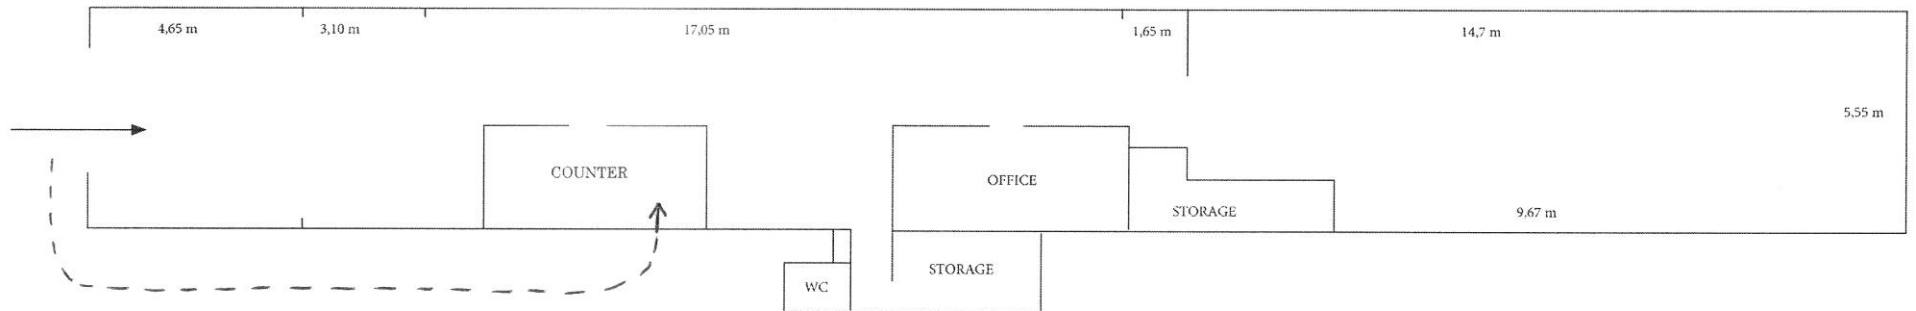 4,65 m
3,10 m
17,05 m
1,65 m
14,7 m
5,55 m
COUNTER
OFFICE
STORAGE
9.67 m
STORAGE
WC